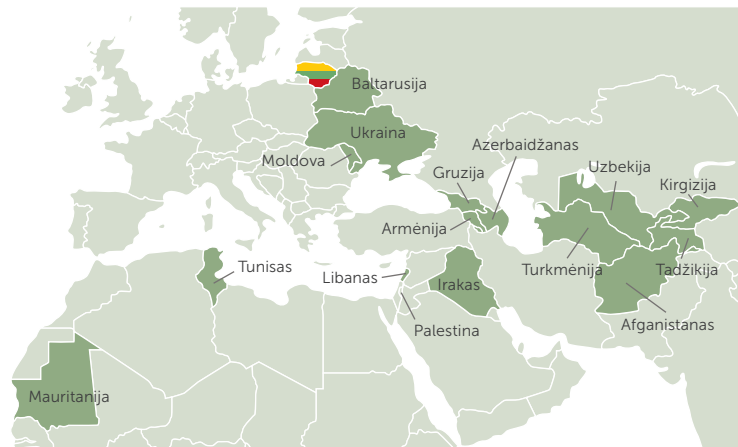 Baltarusija
Ukraina
Azerbaidžanas
Moldova
Uzbekija
Gruzija
Kirgizija
Armėnija
Tunisas
Libanas
Irakas
Turkmėnija
Tadžikija
Palestina
Afganistanas
Mauritanija